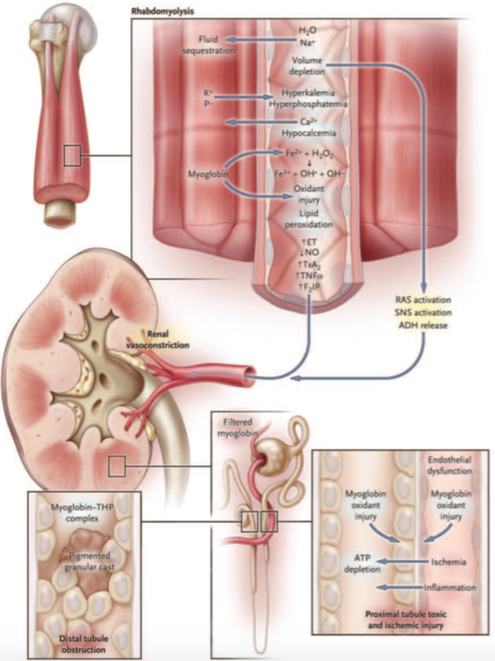 Rhabdomyolysis
Fluid
sequestration
H₂O
Na⁺
Volume
depletion
K⁺
P⁻
Hyperkalemia
Hyperphosphatemia
Ca²⁺
Hypocalcemia
Myoglobin
Fe²⁺ + H₂O₂
↓
Fe³⁺ + OH• + OH⁻
Oxidant
injury
Lipid
peroxidation
↑ET
↓NO
↑TxA₂
↑TNFα
↑F₂IP
RAS activation
SNS activation
ADH release
Renal
vasoconstriction
Filtered
myoglobin
Myoglobin–THP
complex
Pigmented
granular cast
Distal tubule
obstruction
Endothelial
dysfunction
Myoglobin
oxidant
injury
Myoglobin
oxidant
injury
ATP
depletion
Ischemia
Inflammation
Proximal tubule toxic
and ischemic injury